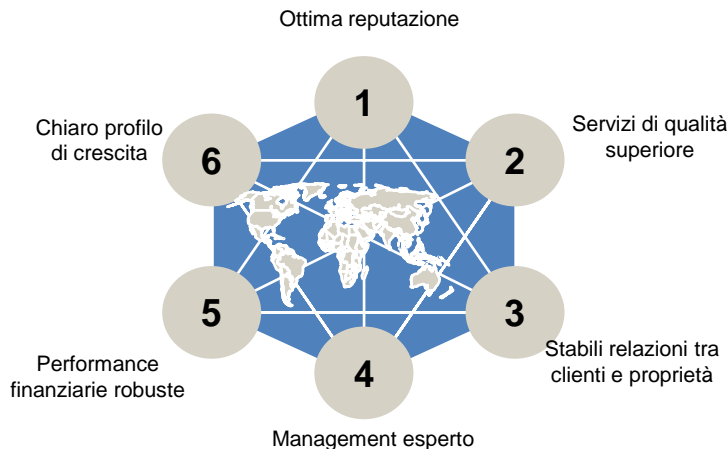 Ottima reputazione
1
Chiaro profilo
di crescita
6
2
Servizi di qualità
superiore
5
3
Performance
finanziarie robuste
4
Stabili relazioni tra
clienti e proprietà
Management esperto